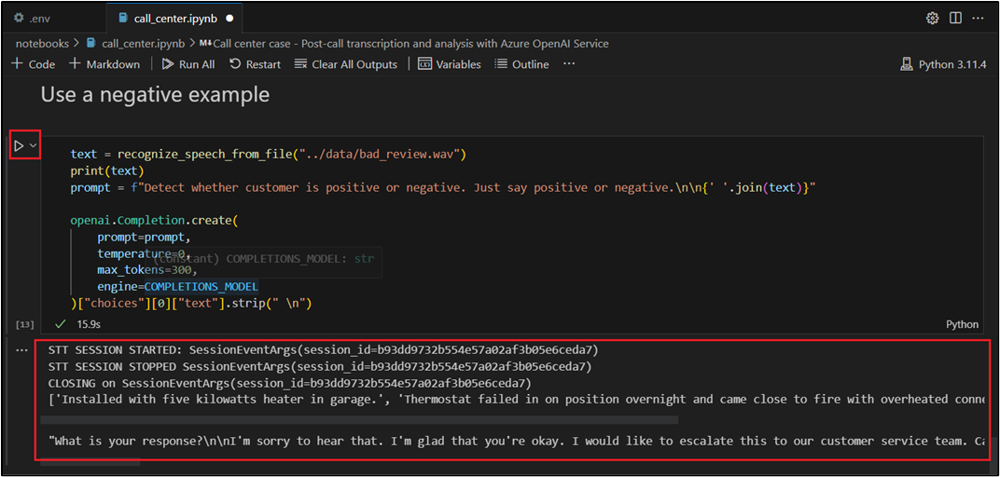 .env call_center.ipynb
notebooks > call_center.ipynb > M↓Call center case - Post-call transcription and analysis with Azure OpenAI Service
+ Code + Markdown Run All Restart Clear All Outputs Variables Outline ... Python 3.11.4
Use a negative example
text = recognize_speech_from_file("../data/bad_review.wav")
print(text)
prompt = f"Detect whether customer is positive or negative. Just say positive or negative.\n\n{' '.join(text)}"
openai.Completion.create(
prompt=prompt,
temperature=0,
(constant) COMPLETIONS_MODEL: str
max_tokens=300,
engine=COMPLETIONS_MODEL
)["choices"][0]["text"].strip(" \n")
[13] 15.9s Python
... STT SESSION STARTED: SessionEventArgs(session_id=b93dd9732b554e57a02af3b05e6ceda7)
STT SESSION STOPPED SessionEventArgs(session_id=b93dd9732b554e57a02af3b05e6ceda7)
CLOSING on SessionEventArgs(session_id=b93dd9732b554e57a02af3b05e6ceda7)
['Installed with five kilowatts heater in garage.', 'Thermostat failed in on position overnight and came close to fire with overheated conne
"What is your response?\n\nI'm sorry to hear that. I'm glad that you're okay. I would like to escalate this to our customer service team. Ca